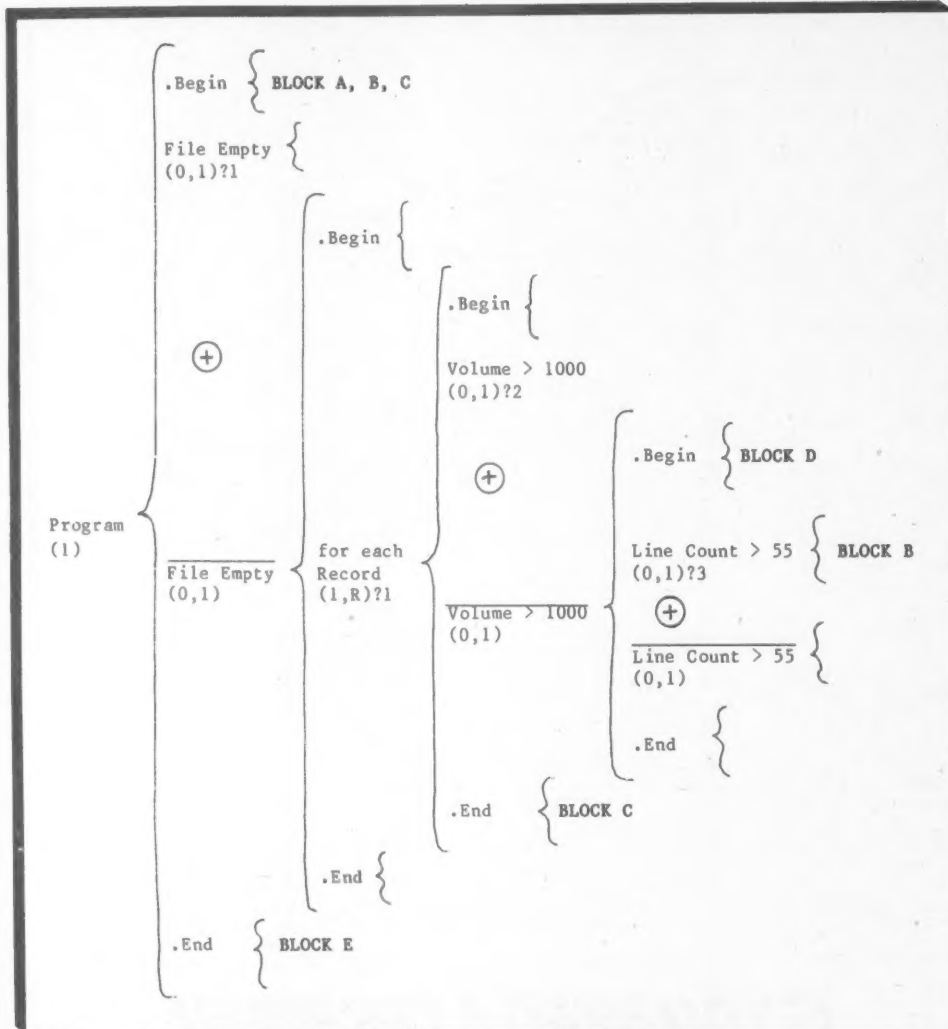 .Begin BLOCK A, B, C
File Empty
(0,1)?1
.Begin
.Begin
+
Volume > 1000
(0,1)?2
.Begin BLOCK D
+
Program
(1)
for each
Record
(1,R)?1
Line Count > 55 BLOCK B
(0,1)?3
File Empty
(0,1)
Volume > 1000
(0,1)
+
Line Count > 55
(0,1)
.End
.End BLOCK C
.End
.End BLOCK E